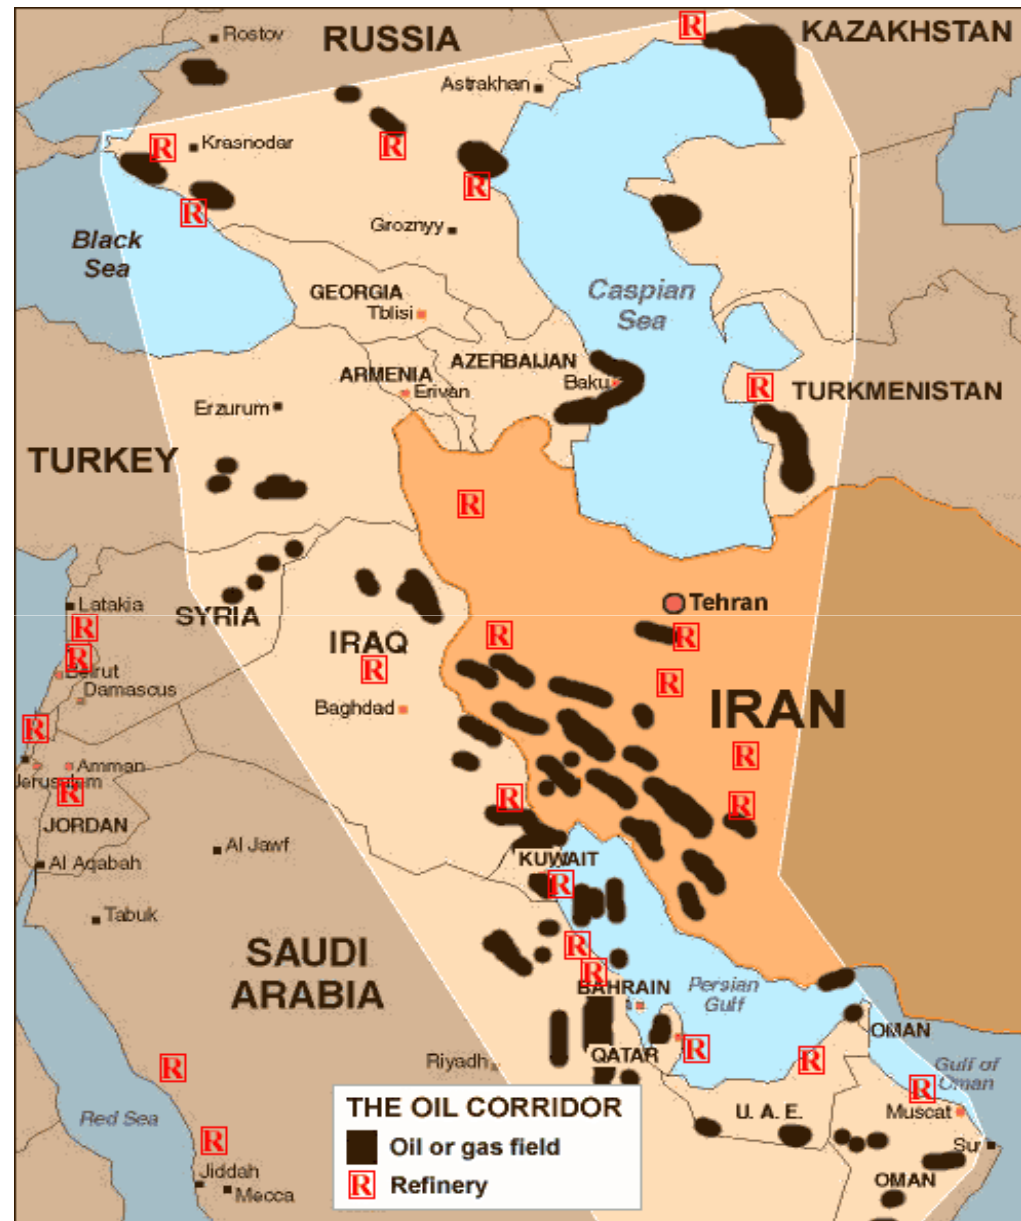 Rostov
RUSSIA
R
KAZAKHSTAN
Astrakhan
R
Krasnodar
R
R
R
Groznyy
Black
Sea
GEORGIA
Tblisi
Caspian
Sea
ARMENIA
AZERBAIJAN
Erivan
Baku
R
TURKMENISTAN
Erzurum
TURKEY
R
Latakia
SYRIA
Tehran
R
R
R
R
IRAQ
R
R
Beirut
Damascus
Baghdad
IRAN
R
R
Jerusalem
Amman
R
R
R
JORDAN
Al Jawf
Al Aqabah
KUWAIT
R
Tabuk
SAUDI
ARABIA
R
R
BAHRAIN
Persian
Gulf
OMAN
Riyadh
QATAR
R
R
R
Gulf of
Oman
Muscat
R
Red Sea
U. A. E.
R
Jiddah
Mecca
Sur
OMAN
THE OIL CORRIDOR
Oil or gas field
R Refinery